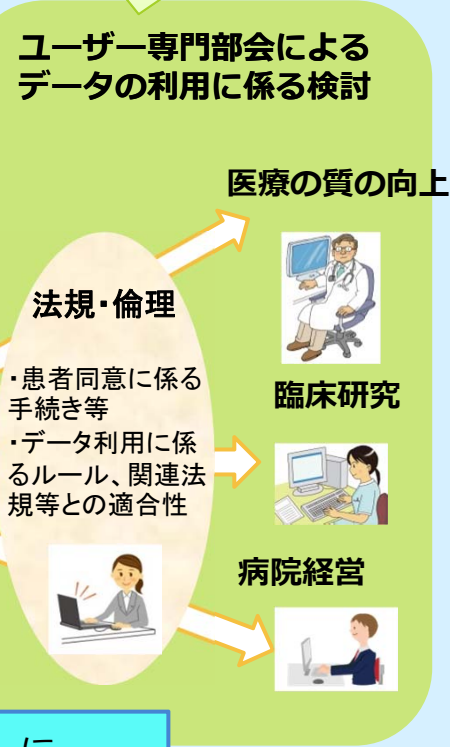 ユーザー専門部会による
データの利用に係る検討
医療の質の向上
法規・倫理
・患者同意に係る
手続き等
・データ利用に係
るルール、関連法
規等との適合性
臨床研究
病院経営
に